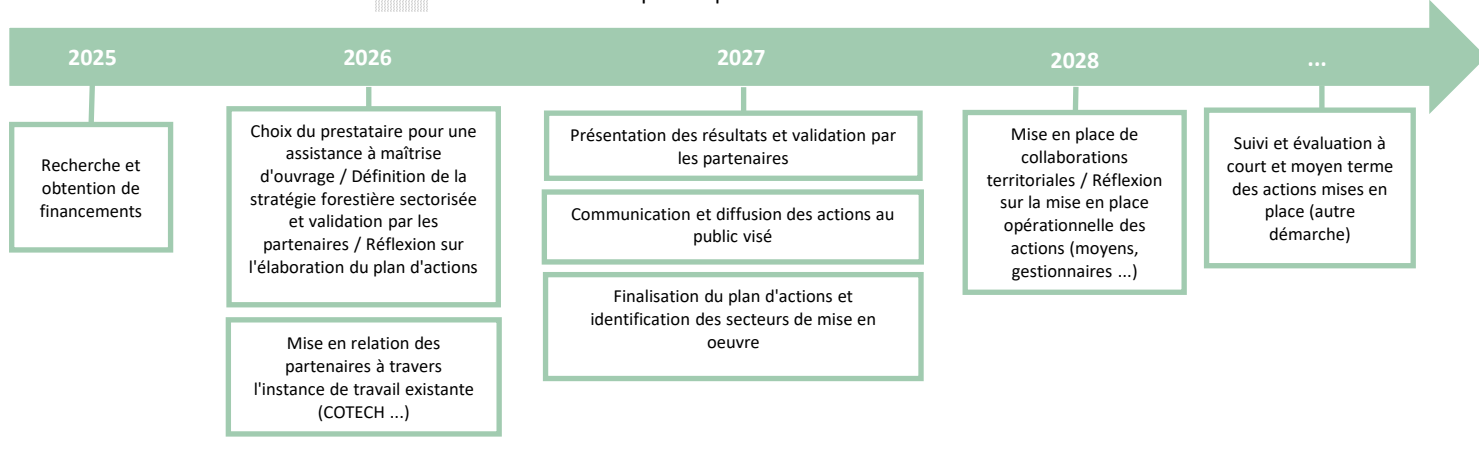 2025
2026
2027
2028
...
Recherche et
obtention de
financements
Choix du prestataire pour une
assistance à maîtrise
d'ouvrage / Définition de la
stratégie forestière sectorisée
et validation par les
partenaires / Réflexion sur
l'élaboration du plan d'actions
Mise en relation des
partenaires à travers
l'instance de travail existante
(COTECH ...)
Présentation des résultats et validation par
les partenaires
Communication et diffusion des actions au
public visé
Finalisation du plan d'actions et
identification des secteurs de mise en
oeuvre
Mise en place de
collaborations
territoriales / Réflexion
sur la mise en place
opérationnelle des
actions (moyens,
gestionnaires ...)
Suivi et évaluation à
court et moyen terme
des actions mises en
place (autre
démarche)